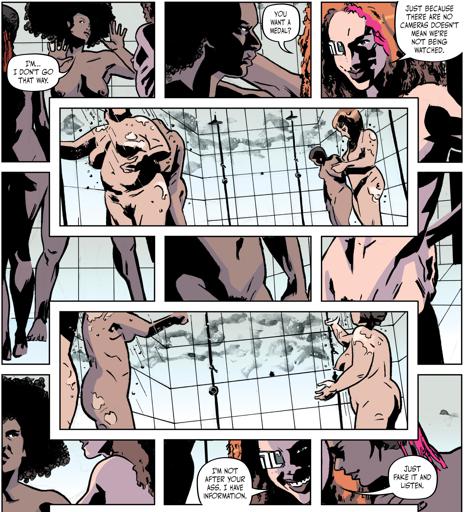 I'M...
I DON'T GO
THAT WAY.
YOU
WANT A
MEDAL?
JUST BECAUSE
THERE ARE NO
CAMERAS DOESN'T
MEAN WE'RE
NOT BEING
WATCHED.
I'M NOT
AFTER YOUR
ASS. I HAVE
INFORMATION.
JUST
FAKE IT AND
LISTEN.